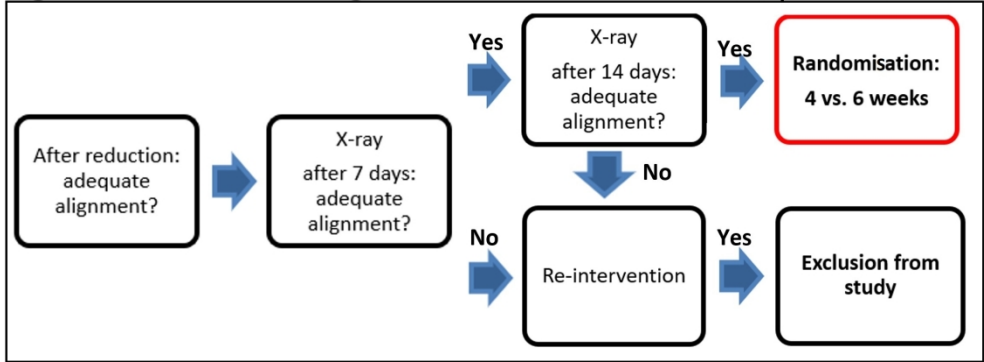 After reduction:
adequate
alignment?
X-ray
after 7 days:
adequate
alignment?
Yes
X-ray
after 14 days:
adequate
alignment?
Yes
Randomisation:
4 vs. 6 weeks
No
No
Re-intervention
Yes
Exclusion from
study